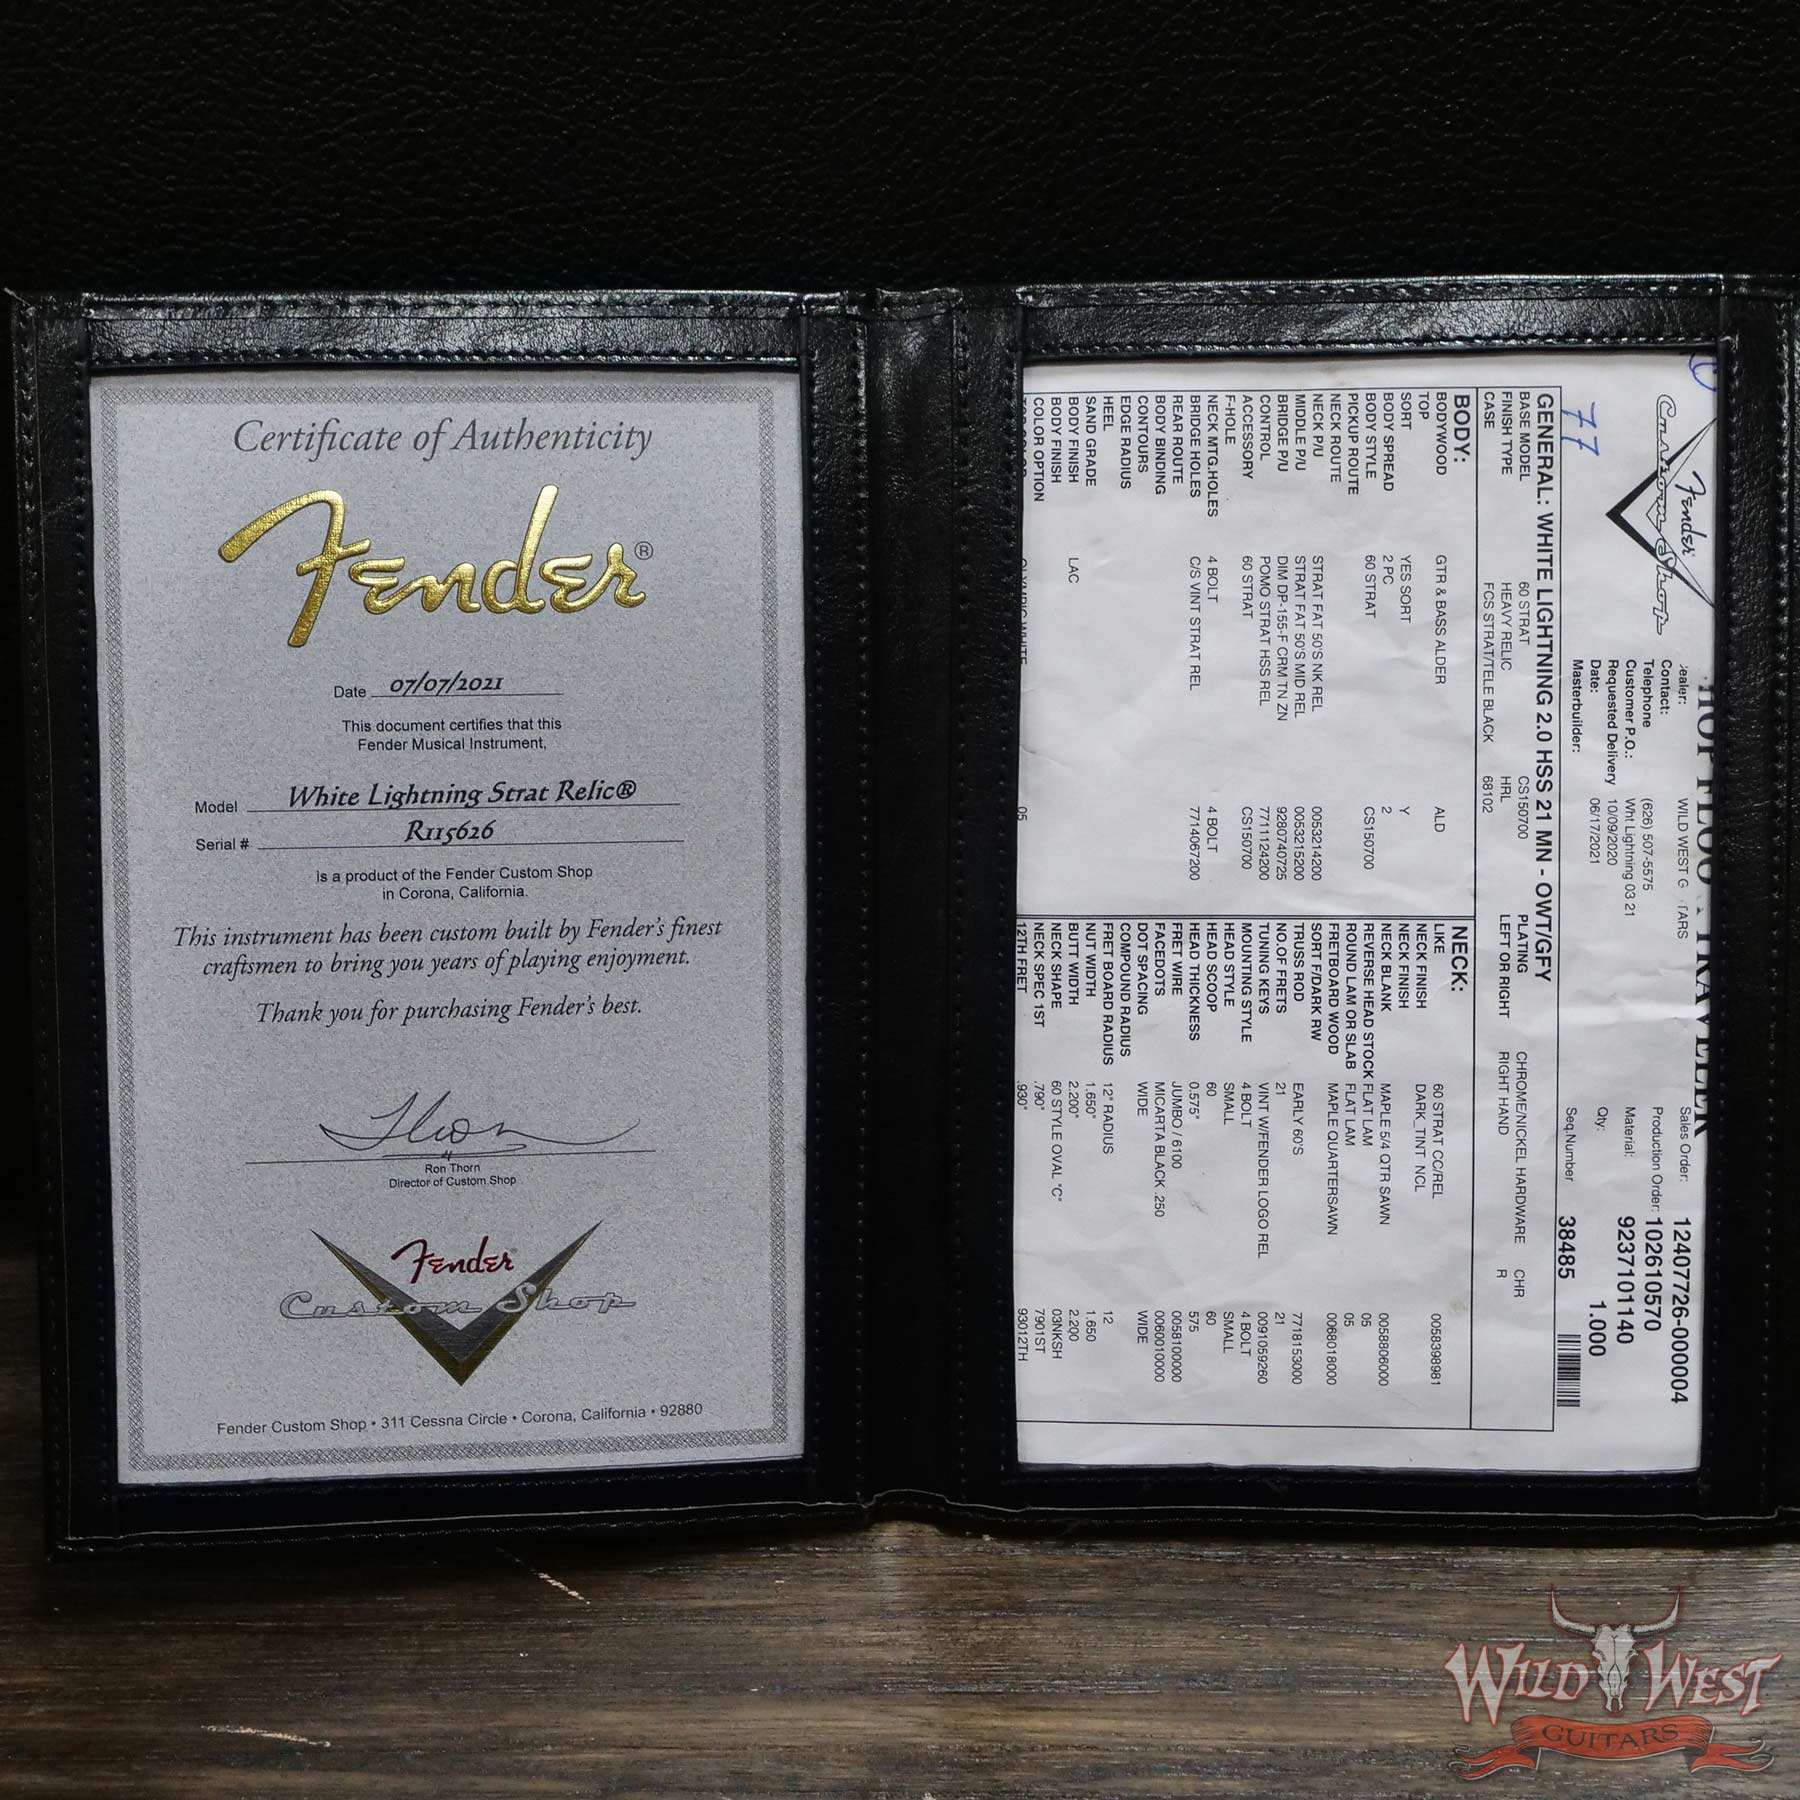 Certificate of Authenticity
Fender®
Date 07/07/2021
This document certifies that this
Fender Musical Instrument,
Model White Lightning Strat Relic®
Serial # R115626
is a product of the Fender Custom Shop
in Corona, California.
This instrument has been custom built by Fender's finest
craftsmen to bring you years of playing enjoyment.
Thank you for purchasing Fender's best.
Ron Thorn
Director of Custom Shop
Fender
Custom Shop
Fender Custom Shop • 311 Cessna Circle • Corona, California • 92880
TRAVELER
Fender
Custom Shop
77
WILD WEST G TARS
Contact:
Telephone (626) 507-5575
Customer P.O.: Wht Lightning 03 21
Requested Delivery 10/09/2020
Date: 06/17/2021
Masterbuilder:
Sales Order: 12407726-000004
Production Order: 102610570
Material: 9237101140
Qty: 1.000
Seq.Number 38485
GENERAL: WHITE LIGHTNING 2.0 HSS 21 MN - OWT/GFY
BASE MODEL 60 STRAT CS150700 PLATING CHROME/NICKEL HARDWARE CHR
FINISH TYPE HEAVY RELIC HRL LEFT OR RIGHT RIGHT HAND R
CASE FCS STRAT/TELE BLACK 68102
BODY:
BODYWOOD GTR & BASS ALDER ALD
TOP
SORT YES SORT Y
BODY SPREAD 2 PC 2
BODY STYLE 60 STRAT CS150700
PICKUP ROUTE
NECK ROUTE
NECK P/U STRAT FAT 50'S NK REL 0053214200
MIDDLE P/U STRAT FAT 50'S MID REL 0053215200
BRIDGE P/U DIM DP-155-F CRM TN ZN 9280740725
CONTROL POMO STRAT HSS REL 7711124200
ACCESSORY 60 STRAT CS150700
F-HOLE
NECK MTG.HOLES 4 BOLT 4 BOLT
BRIDGE HOLES C/S VINT STRAT REL 7714067200
REAR ROUTE
BODY BINDING
CONTOURS
EDGE RADIUS
HEEL
SAND GRADE
BODY FINISH LAC
BODY FINISH
COLOR OPTION
OLYMPIC WHITE 05
NECK:
LIKE 60 STRAT CC/REL 0058398981
NECK FINISH DARK_TINT NCL
NECK FINISH
NECK BLANK MAPLE 5/4 QTR SAWN 0058806000
REVERSE HEAD STOCK FLAT LAM 05
ROUND LAM OR SLAB FLAT LAM 05
FRETBOARD WOOD MAPLE QUARTERSAWN 0068018000
SORT F/DARK RW
TRUSS ROD EARLY 60'S 7718153000
NO.OF FRETS 21 21
TUNING KEYS VINT W/FENDER LOGO REL 0091059260
MOUNTING STYLE 4 BOLT 4 BOLT
HEAD STYLE SMALL SMALL
HEAD SCOOP 60 60
HEAD THICKNESS 0.575" 575
FRET WIRE JUMBO / 6100 0058100000
FACEDOTS MICARTA BLACK .250 0060010000
DOT SPACING WIDE WIDE
COMPOUND RADIUS
FRET BOARD RADIUS 12" RADIUS 12
NUT WIDTH 1.650" 1.650
BUTT WIDTH 2.200" 2.200
NECK SHAPE 60 STYLE OVAL "C" 03NKSH
NECK SPEC 1ST .790" 7901ST
12TH FRET .930" 93012TH
WILD WEST
GUITARS